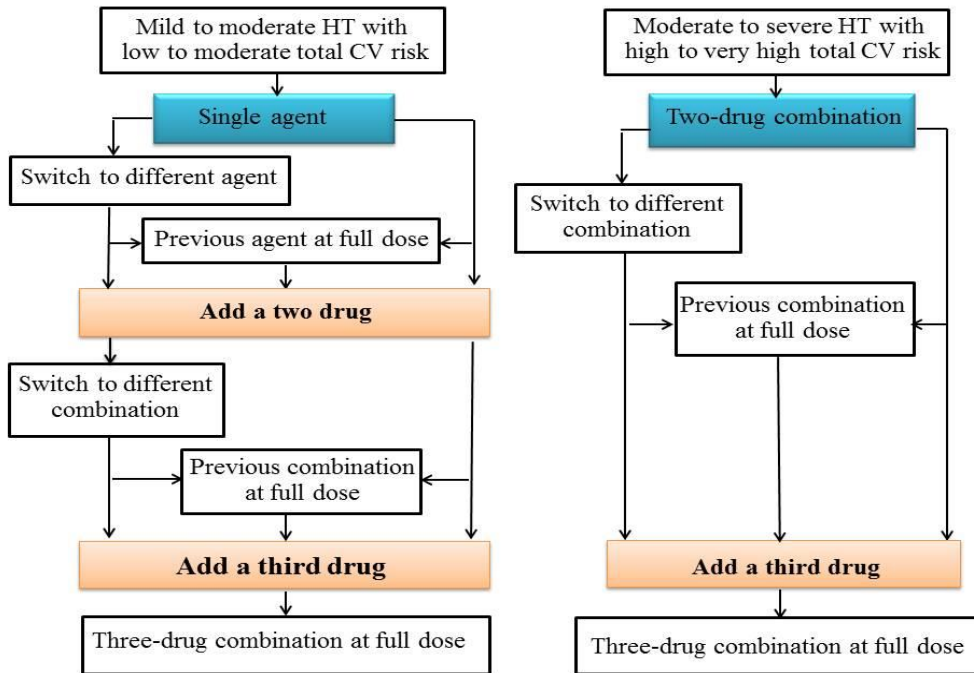 Mild to moderate HT with
low to moderate total CV risk
Single agent
Switch to different agent
Previous agent at full dose
Add a two drug
Switch to different
combination
Previous combination
at full dose
Add a third drug
Three-drug combination at full dose
Moderate to severe HT with
high to very high total CV risk
Two-drug combination
Switch to different
combination
Previous combination
at full dose
Add a third drug
Three-drug combination at full dose